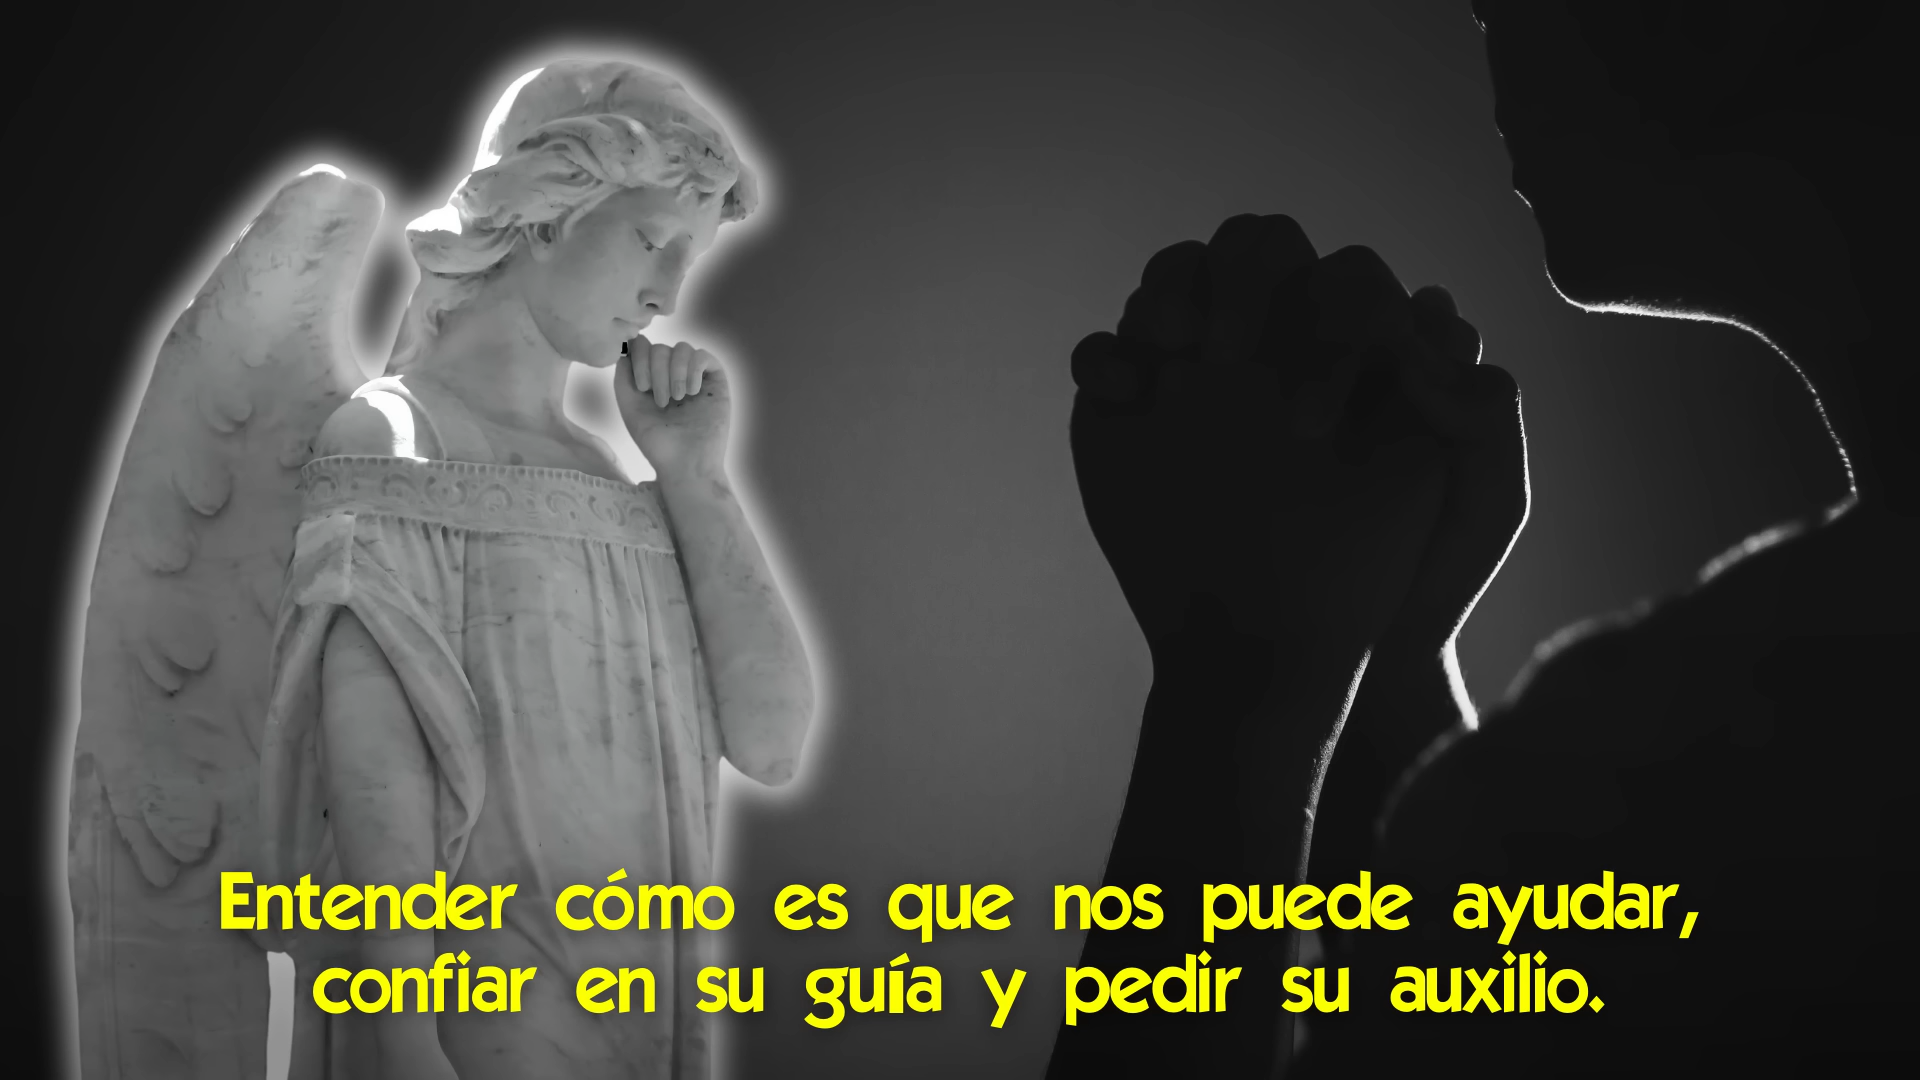 Entender cómo es que nos puede ayudar,
confiar en su guía y pedir su auxilio.